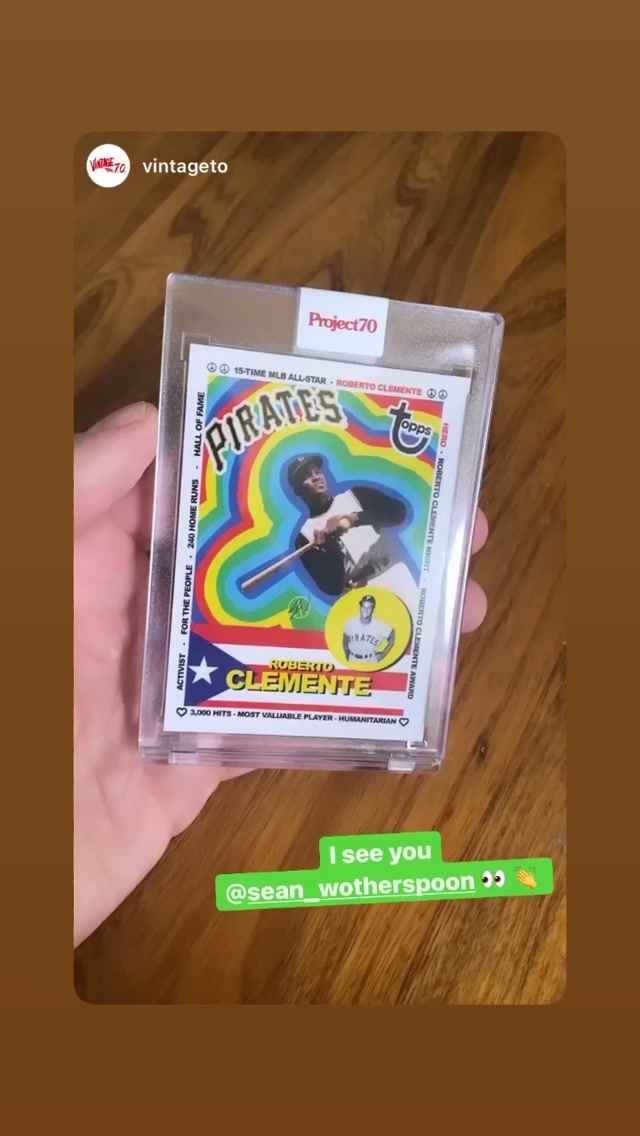 VINTAGE
70.
vintageto
Project70
15-TIME MLB ALL-STAR - ROBERTO CLEMENTE
PIRATES
topps
ACTIVIST · FOR THE PEOPLE · 240 HOME RUNS · HALL OF FAME
HERO · ROBERTO CLEMENTE NIGHT · ROBERTO CLEMENTE AWARD
PIRATES
ROBERTO
CLEMENTE
3,000 HITS - MOST VALUABLE PLAYER - HUMANITARIAN
I see you
@sean_wotherspoon 👀 👏